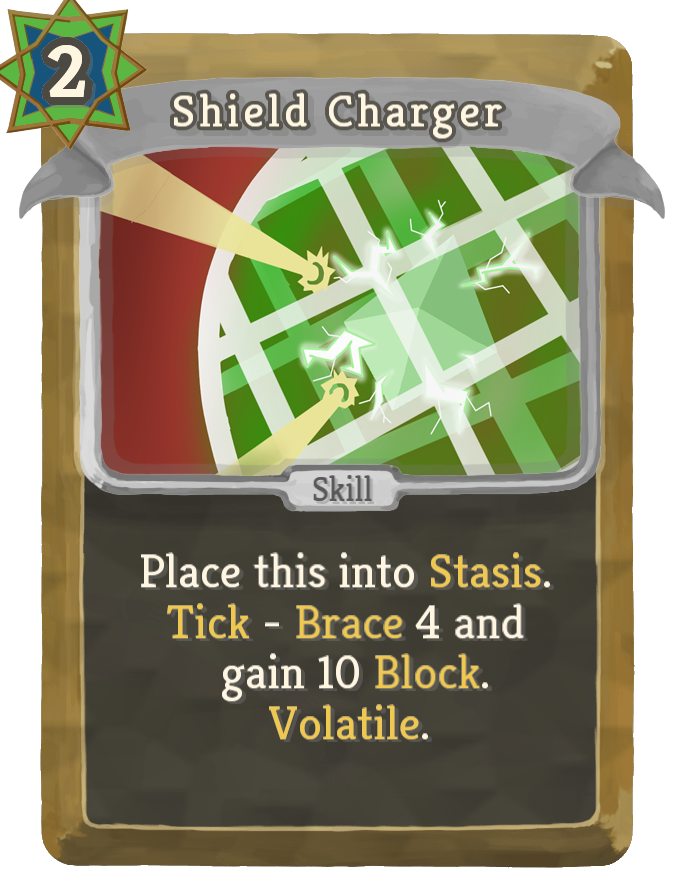 2
Shield Charger
Skill
Place this into Stasis.
Tick - Brace 4 and
gain 10 Block.
Volatile.